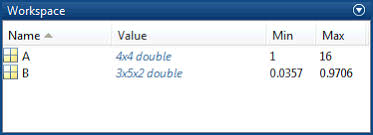 Workspace
Name Value Min Max
A 4x4 double 1 16
B 3x5x2 double 0.0357 0.9706